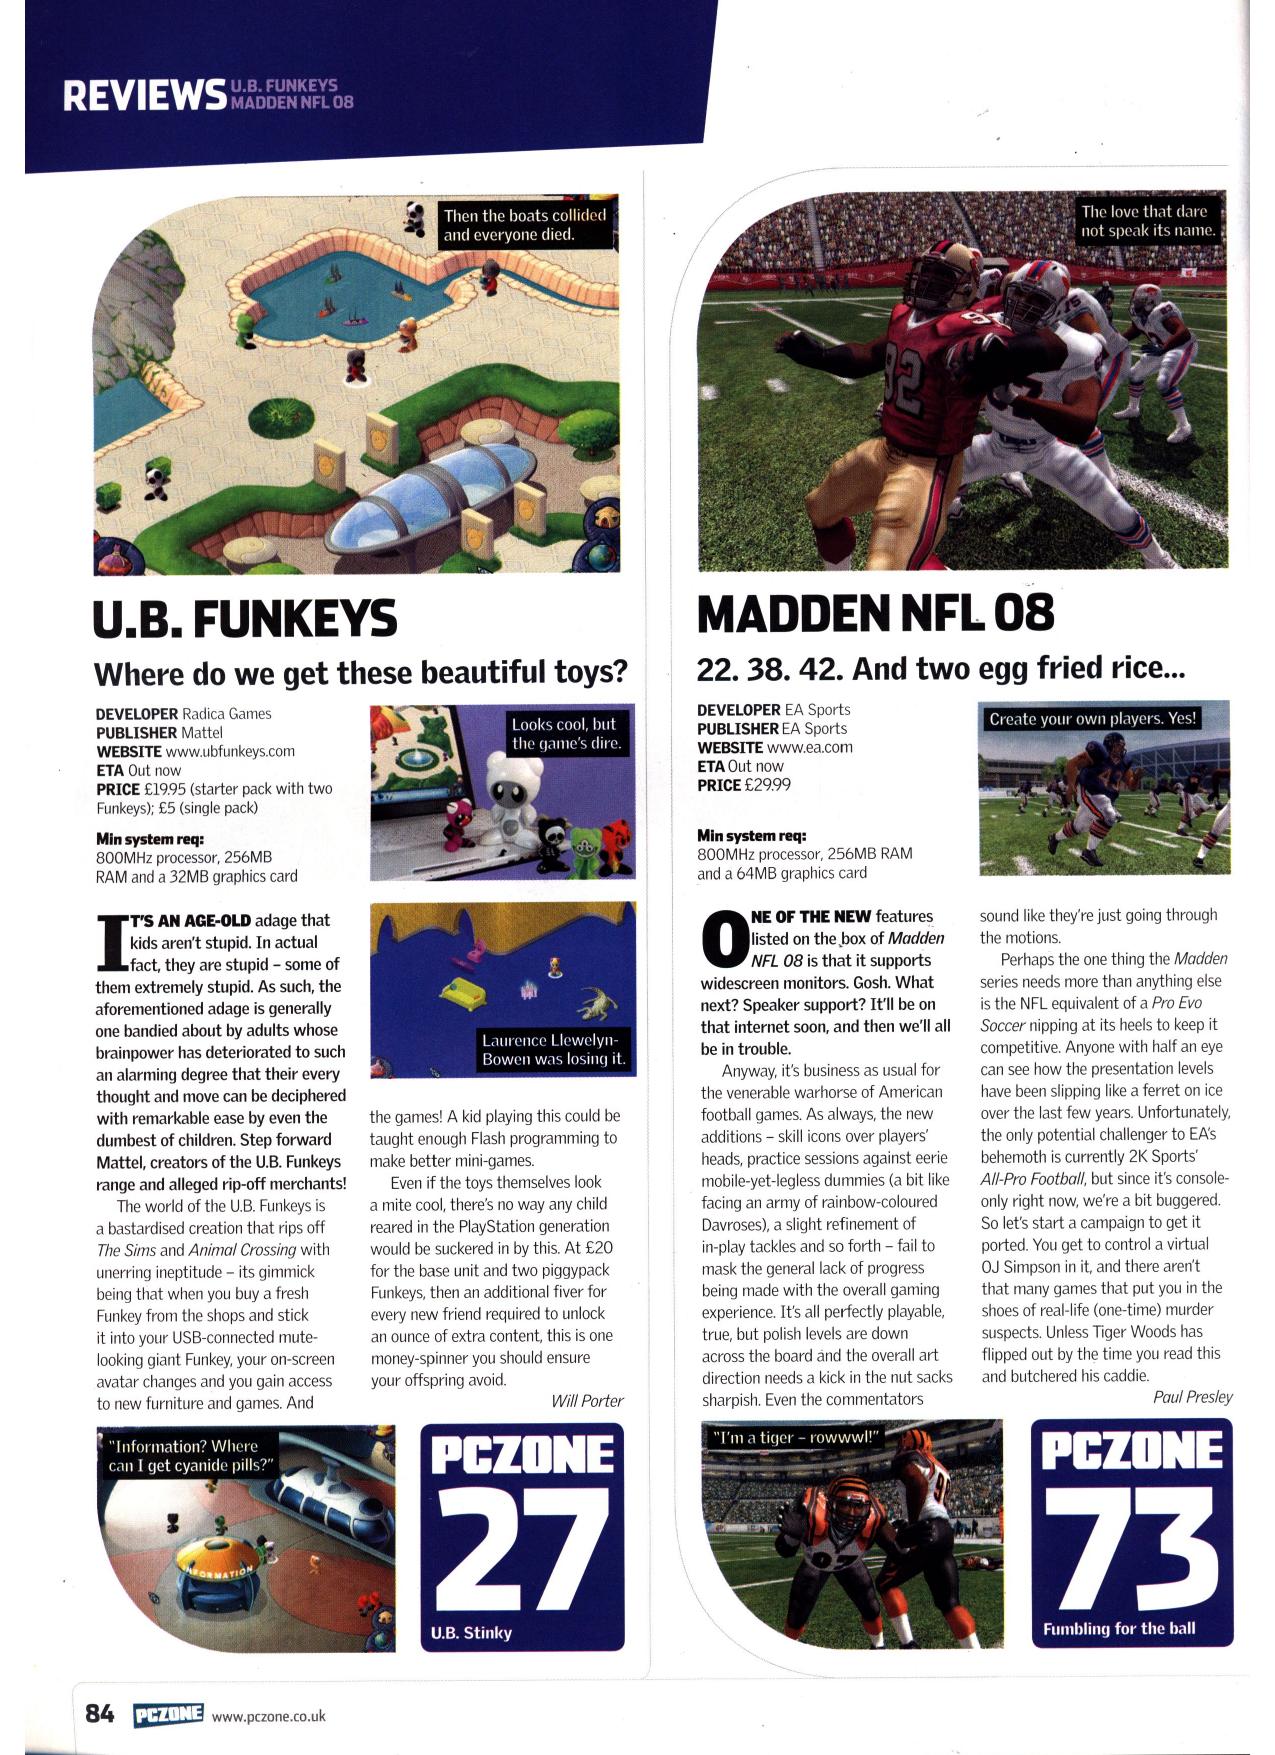 REVIEWS
U.B. FUNKEYS
MADDEN NFL 08
Then the boats collided
and everyone died.
U.B. FUNKEYS
Where do we get these beautiful toys?
DEVELOPER Radica Games
PUBLISHER Mattel
WEBSITE www.ubfunkeys.com
ETA Out now
PRICE £19.95 (starter pack with two
Funkeys); £5 (single pack)
Min system req:
800MHz processor, 256MB
RAM and a 32MB graphics card
Looks cool, but
the game's dire.
IT'S AN AGE-OLD adage that
kids aren't stupid. In actual
fact, they are stupid – some of
them extremely stupid. As such, the
aforementioned adage is generally
one bandied about by adults whose
brainpower has deteriorated to such
an alarming degree that their every
thought and move can be deciphered
with remarkable ease by even the
dumbest of children. Step forward
Mattel, creators of the U.B. Funkeys
range and alleged rip-off merchants!
The world of the U.B. Funkeys is
a bastardised creation that rips off
The Sims and Animal Crossing with
unerring ineptitude – its gimmick
being that when you buy a fresh
Funkey from the shops and stick
it into your USB-connected mute-
looking giant Funkey, your on-screen
avatar changes and you gain access
to new furniture and games. And
Laurence Llewelyn-
Bowen was losing it.
the games! A kid playing this could be
taught enough Flash programming to
make better mini-games.
Even if the toys themselves look
a mite cool, there's no way any child
reared in the PlayStation generation
would be suckered in by this. At £20
for the base unit and two piggypack
Funkeys, then an additional fiver for
every new friend required to unlock
an ounce of extra content, this is one
money-spinner you should ensure
your offspring avoid.
Will Porter
"Information? Where
can I get cyanide pills?"
INFORMATION
PCZONE
27
U.B. Stinky
The love that dare
not speak its name.
92
MADDEN NFL 08
22. 38. 42. And two egg fried rice...
DEVELOPER EA Sports
PUBLISHER EA Sports
WEBSITE www.ea.com
ETA Out now
PRICE £29.99
Min system req:
800MHz processor, 256MB RAM
and a 64MB graphics card
Create your own players. Yes!
ONE OF THE NEW features
listed on the box of Madden
NFL 08 is that it supports
widescreen monitors. Gosh. What
next? Speaker support? It'll be on
that internet soon, and then we'll all
be in trouble.
Anyway, it's business as usual for
the venerable warhorse of American
football games. As always, the new
additions – skill icons over players'
heads, practice sessions against eerie
mobile-yet-legless dummies (a bit like
facing an army of rainbow-coloured
Davroses), a slight refinement of
in-play tackles and so forth – fail to
mask the general lack of progress
being made with the overall gaming
experience. It's all perfectly playable,
true, but polish levels are down
across the board and the overall art
direction needs a kick in the nut sacks
sharpish. Even the commentators
sound like they're just going through
the motions.
Perhaps the one thing the Madden
series needs more than anything else
is the NFL equivalent of a Pro Evo
Soccer nipping at its heels to keep it
competitive. Anyone with half an eye
can see how the presentation levels
have been slipping like a ferret on ice
over the last few years. Unfortunately,
the only potential challenger to EA's
behemoth is currently 2K Sports'
All-Pro Football, but since it's console-
only right now, we're a bit buggered.
So let's start a campaign to get it
ported. You get to control a virtual
OJ Simpson in it, and there aren't
that many games that put you in the
shoes of real-life (one-time) murder
suspects. Unless Tiger Woods has
flipped out by the time you read this
and butchered his caddie.
Paul Presley
"I'm a tiger – rowwwl!"
PCZONE
73
Fumbling for the ball
84 PCZONE www.pczone.co.uk